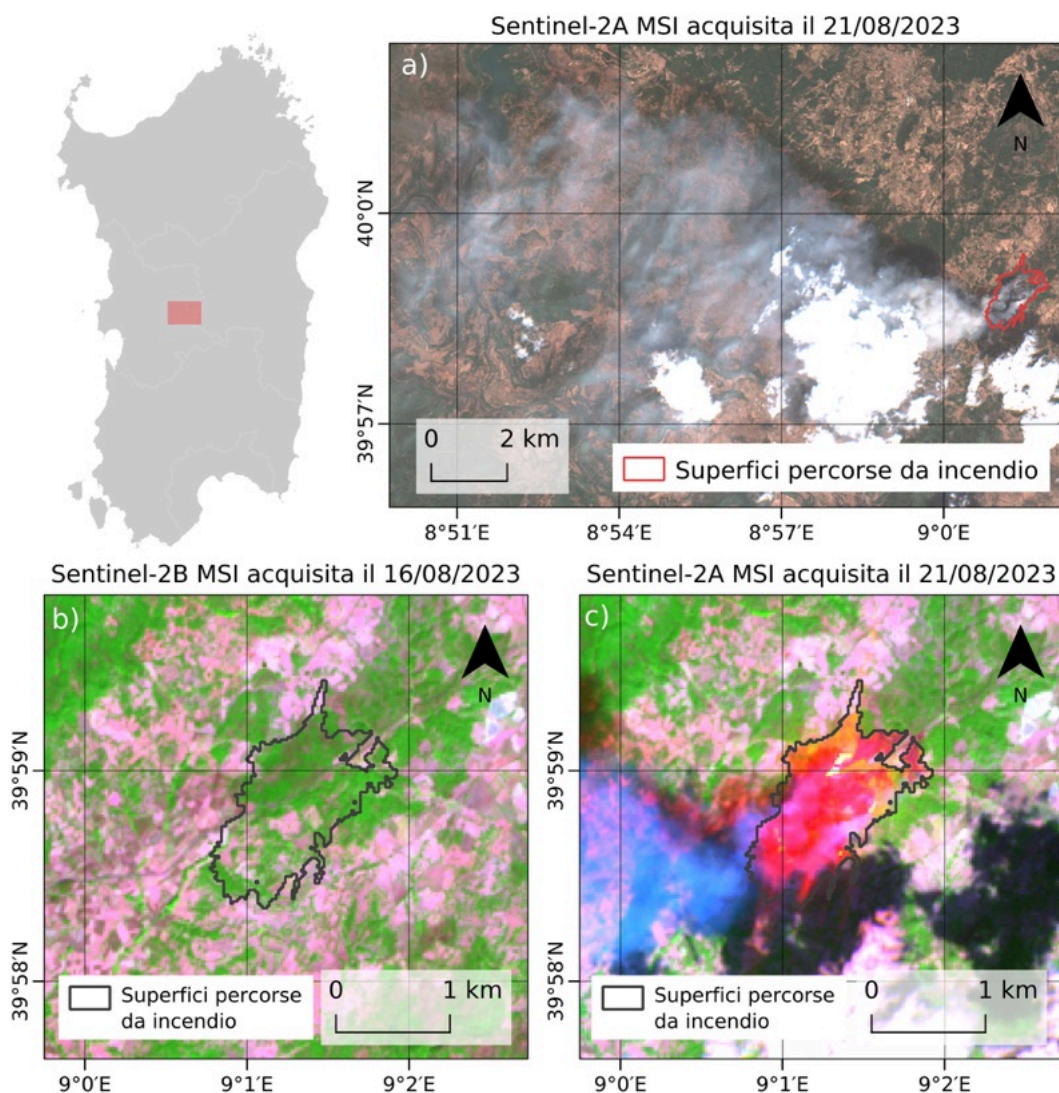 Sentinel-2A MSI acquisita il 21/08/2023
a)
N
40°0′N
39°57′N
0 2 km
Superfici percorse da incendio
8°51′E 8°54′E 8°57′E 9°0′E
Sentinel-2B MSI acquisita il 16/08/2023
b)
N
39°59′N
39°58′N
Superfici percorse
da incendio
0 1 km
9°0′E 9°1′E 9°2′E
Sentinel-2A MSI acquisita il 21/08/2023
c)
N
39°59′N
39°58′N
Superfici percorse
da incendio
0 1 km
9°0′E 9°1′E 9°2′E